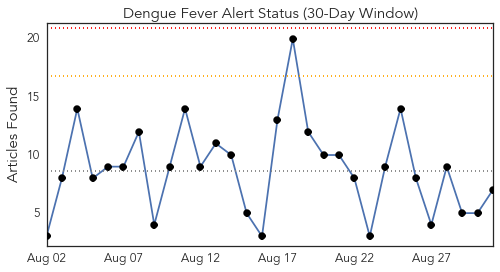 Dengue Fever Alert Status (30-Day Window)
Articles Found
20
15
10
5
Aug 02 Aug 07 Aug 12 Aug 17 Aug 22 Aug 27